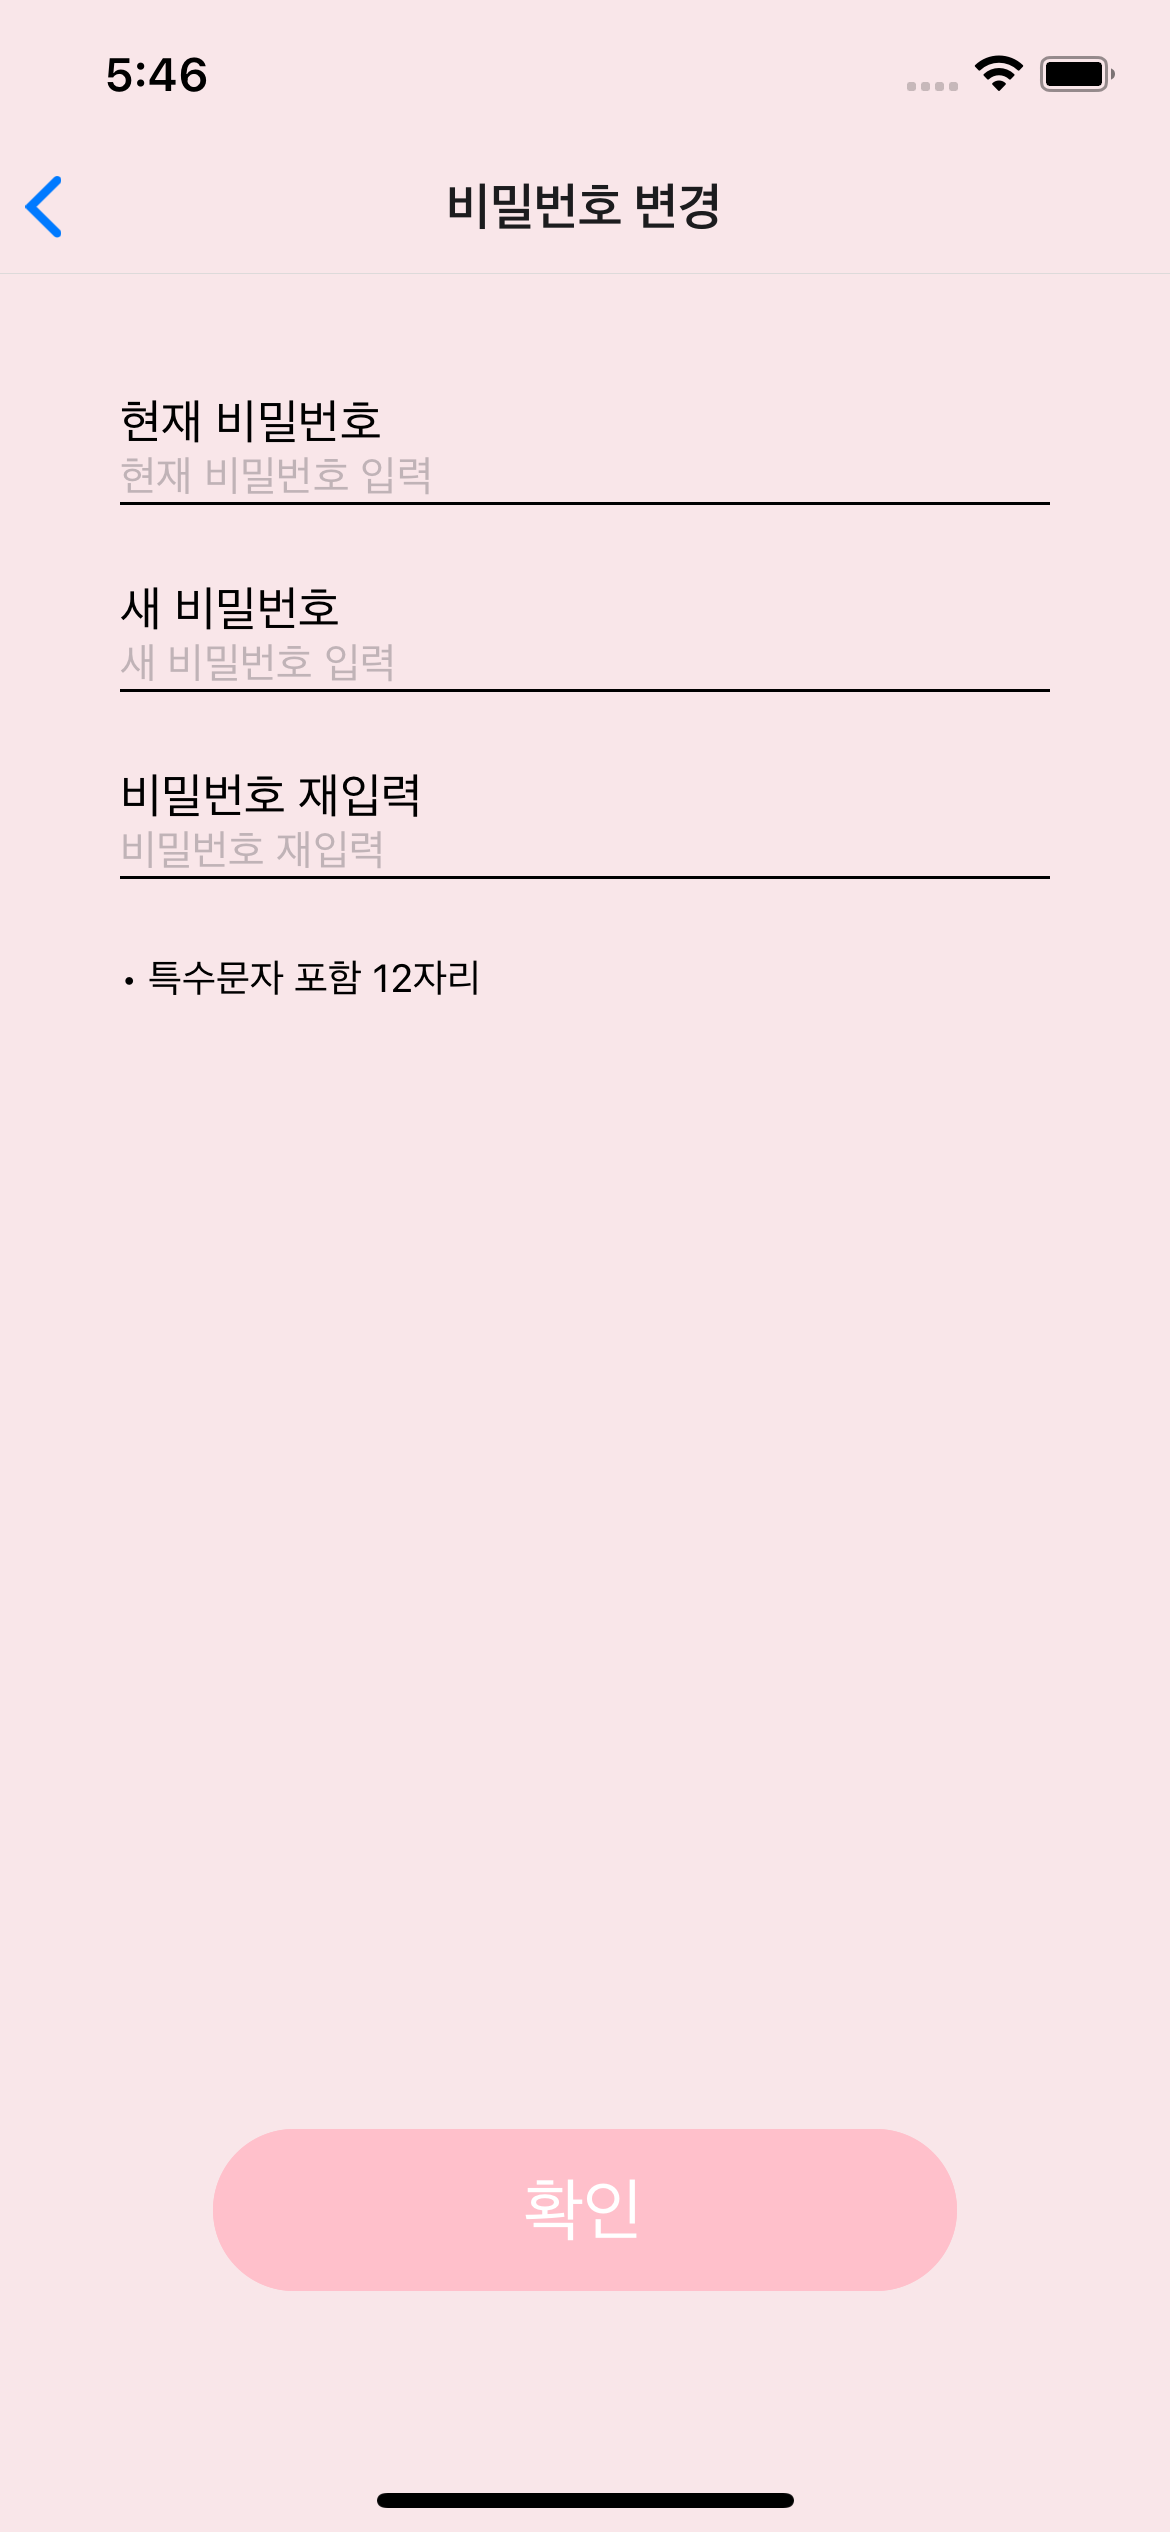 5:46
비밀번호 변경
현재 비밀번호
현재 비밀번호 입력
새 비밀번호
새 비밀번호 입력
비밀번호 재입력
비밀번호 재입력
• 특수문자 포함 12자리
확인